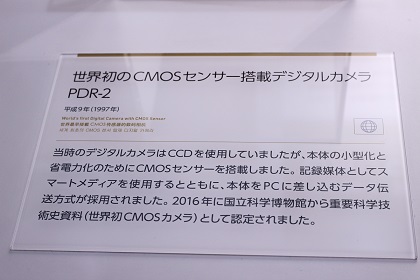 世界初のCMOSセンサー搭載デジタルカメラ
PDR-2
平成9年(1997年)
World's first Digital Camera with CMOS Sensor
当時のデジタルカメラはCCDを使用していましたが、本体の小型化と
省電力化のためにCMOSセンサーを搭載しました。記録媒体としてス
マートメディアを使用するとともに、本体をPCに差し込むデータ伝
送方式が採用されました。2016年に国立科学博物館から重要科学技
術史資料(世界初CMOSカメラ)として認定されました。